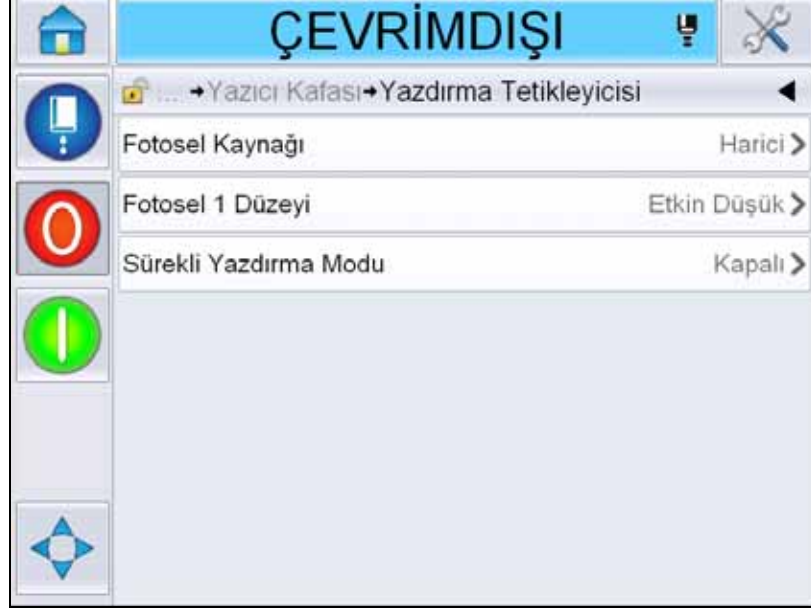 ÇEVRİMDIŞI
... →Yazıcı Kafası→Yazdırma Tetikleyicisi
Fotosel Kaynağı Harici
Fotosel 1 Düzeyi Etkin Düşük
Sürekli Yazdırma Modu Kapalı